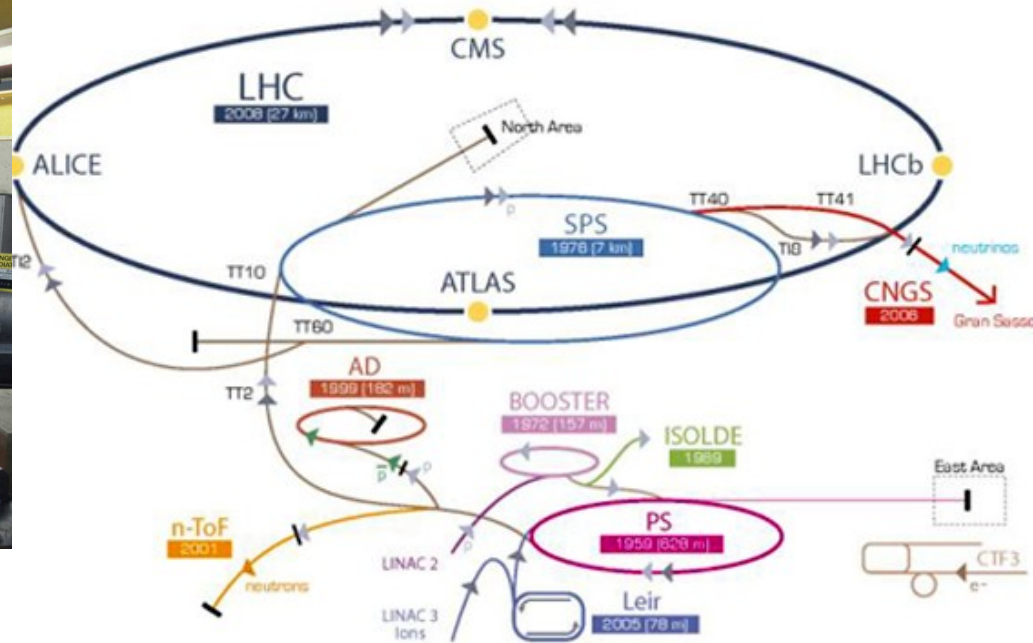 CMS
LHC
2008 (27 km)
North Area
ALICE
LHCb
TT40
TT41
SPS
1976 (7 km)
TI8
neutrinos
TI2
TT10
ATLAS
CNGS
2006
Gran Sasso
TT60
AD
1999 (182 m)
TT2
BOOSTER
1972 (157 m)
ISOLDE
1989
p
p
p
East Area
n-ToF
2001
PS
1959 (628 m)
LINAC 2
p
neutrons
CTF3
e-
LINAC 3
Ions
Leir
2005 (78 m)